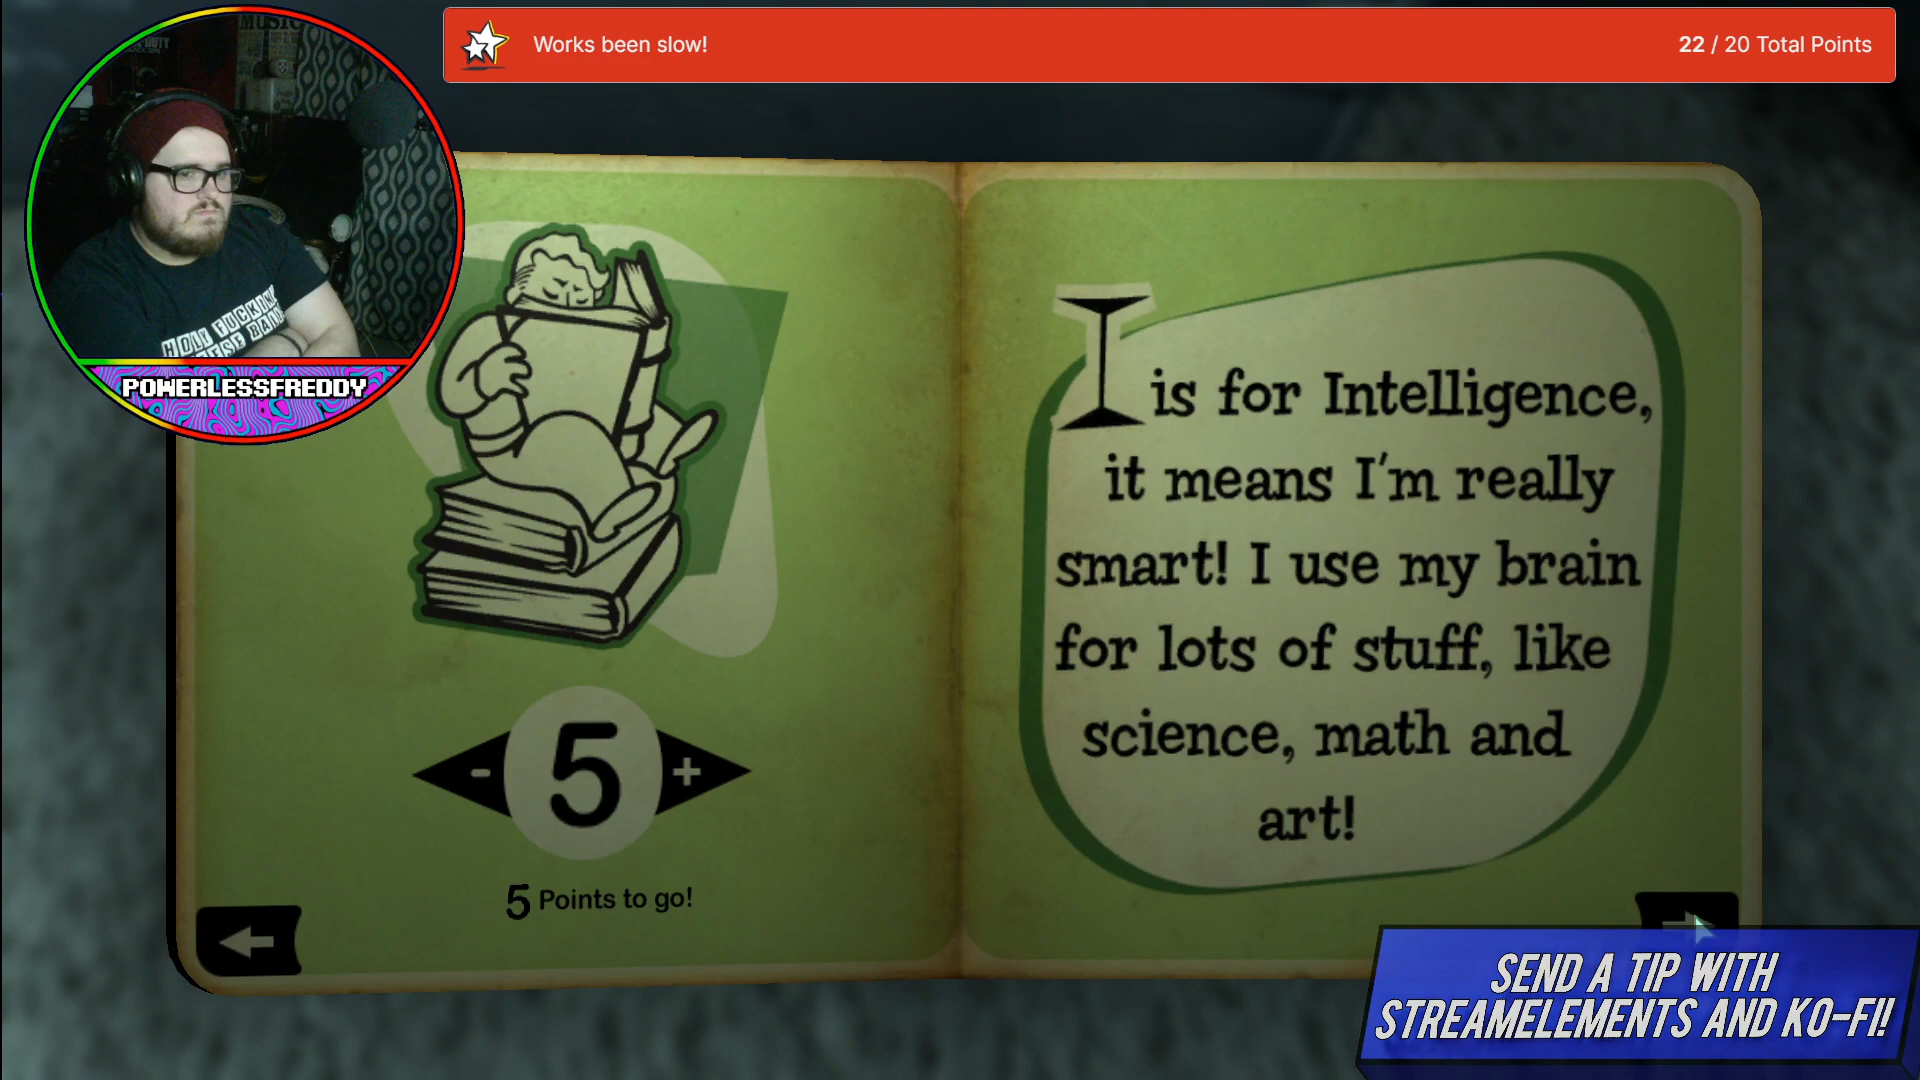 Works been slow!
22 / 20 Total Points
HOLY FUCKIN
POWERLESSFREDDY
I is for Intelligence,
it means I'm really
smart! I use my brain
for lots of stuff, like
science, math and
art!
- 5 +
5 Points to go!
SEND A TIP WITH
STREAMELEMENTS AND KO-FI!